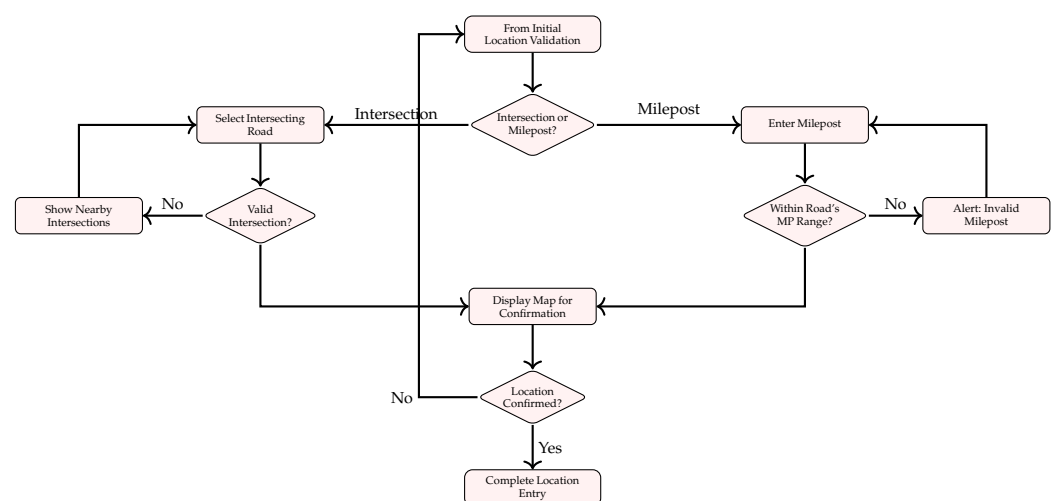 From Initial
Location Validation
Intersection or
Milepost?
Intersection
Milepost
Select Intersecting
Road
Enter Milepost
Show Nearby
Intersections
No
Valid
Intersection?
Within Road's
MP Range?
No
Alert: Invalid
Milepost
Display Map for
Confirmation
Location
Confirmed?
No
Yes
Complete Location
Entry